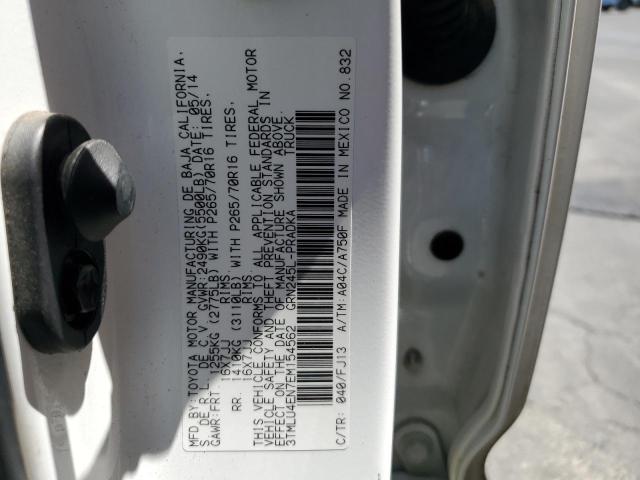 MFD.BY: TOYOTA MOTOR MANUFACTURING DE BAJA CALIFORNIA,
S DE R.L. DE C.V. GVWR: 2490KG(5500LB) DATE: 05/14
GAWR: FRT. 1255KG (2775LB) WITH P265/70R16 TIRES,
16X7JJ RIMS,
RR. 1410KG (3110LB) WITH P265/70R16 TIRES,
16X7JJ RIMS,
THIS VEHICLE CONFORMS TO ALL APPLICABLE FEDERAL MOTOR
VEHICLE SAFETY AND THEFT PREVENTION STANDARDS IN
EFFECT ON THE DATE OF MANUFACTURE SHOWN ABOVE.
3TMLU4EN7EM154562 GRN245L-PRADKA TRUCK
C/TR: 040/FJ13 A/TM: A04C/A750F MADE IN MEXICO NO.832